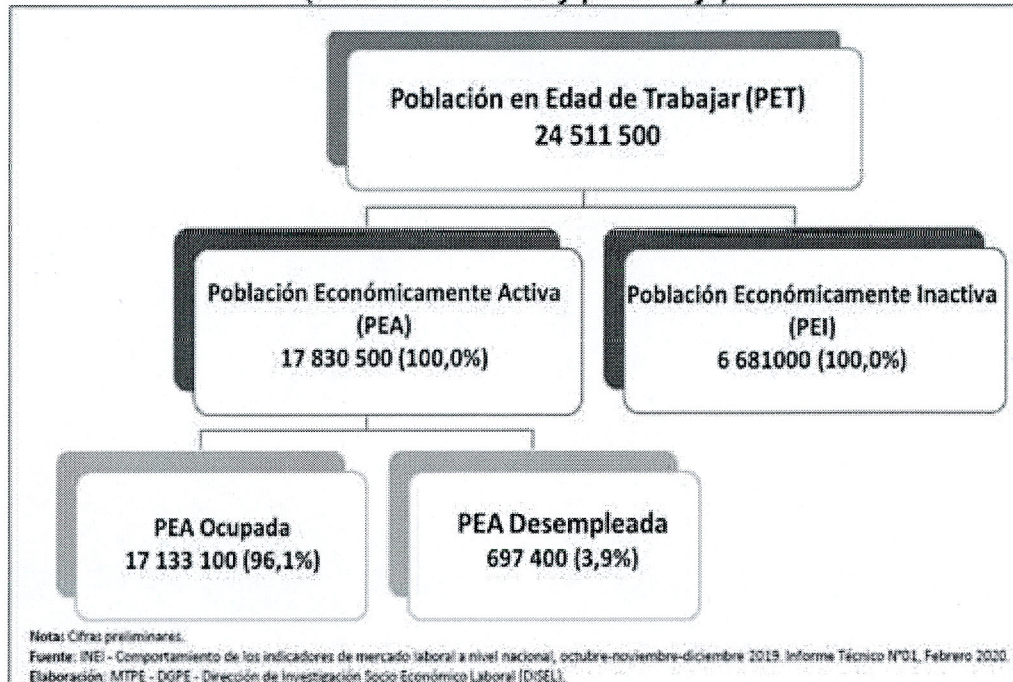 Población en Edad de Trabajar (PET)
24 511 500
Población Económicamente Activa
(PEA)
17 830 500 (100,0%)
Población Económicamente Inactiva
(PEI)
6 681000 (100,0%)
PEA Ocupada
17 133 100 (96,1%)
PEA Desempleada
697 400 (3,9%)
Nota: Cifras preliminares.
Fuente: INEI - Comportamiento de los indicadores de mercado laboral a nivel nacional, octubre-noviembre-diciembre 2019. Informe Técnico N°01, Febrero 2020.
Elaboración: MTPE - DGPE - Dirección de Investigación Socio Económico Laboral (DISEL).